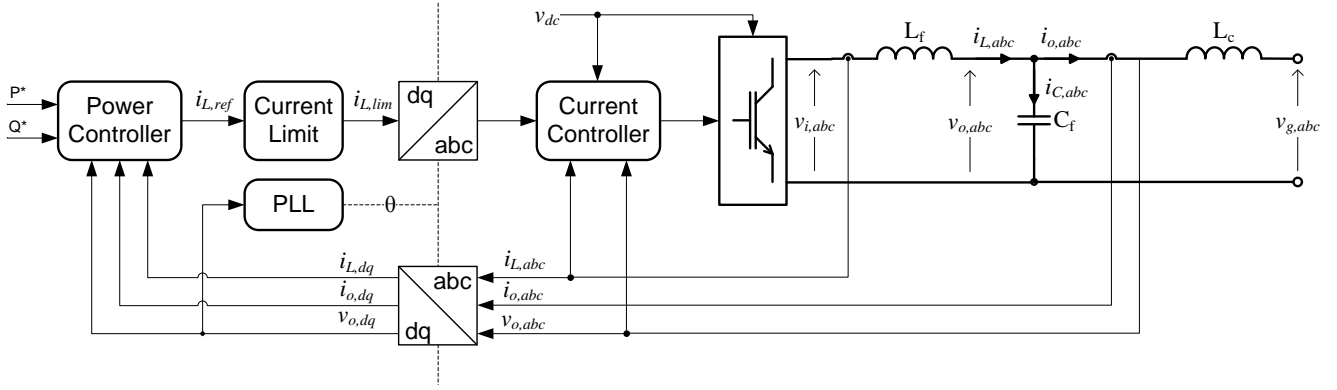 v_dc
L_f
i_L,abc
i_o,abc
L_c
P*
Q*
Power
Controller
i_L,ref
Current
Limit
i_L,lim
dq
abc
Current
Controller
v_i,abc
v_o,abc
i_C,abc
C_f
v_g,abc
PLL
θ
i_L,dq
i_o,dq
v_o,dq
abc
dq
i_L,abc
i_o,abc
v_o,abc